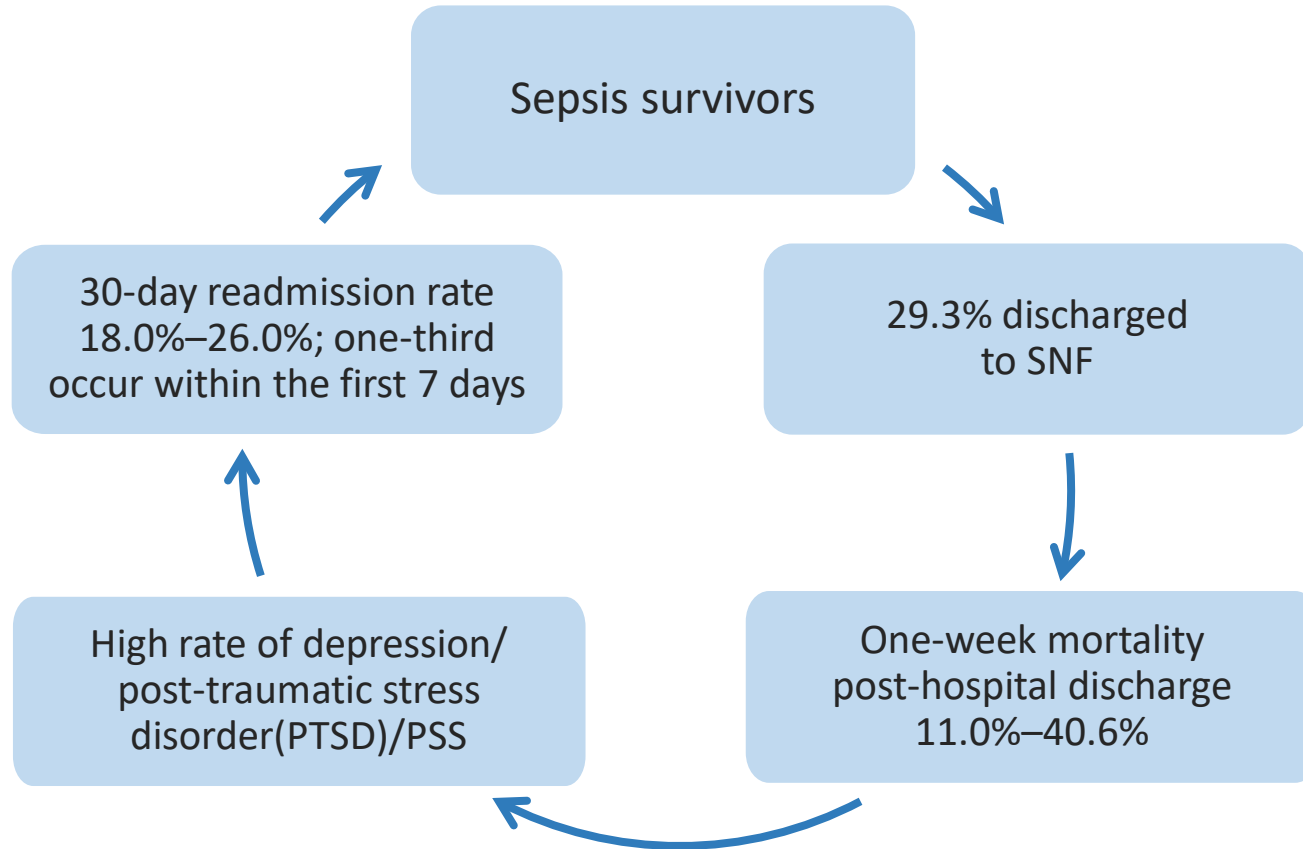 Sepsis survivors
29.3% discharged
to SNF
One-week mortality
post-hospital discharge
11.0%–40.6%
High rate of depression/
post-traumatic stress
disorder(PTSD)/PSS
30-day readmission rate
18.0%–26.0%; one-third
occur within the first 7 days